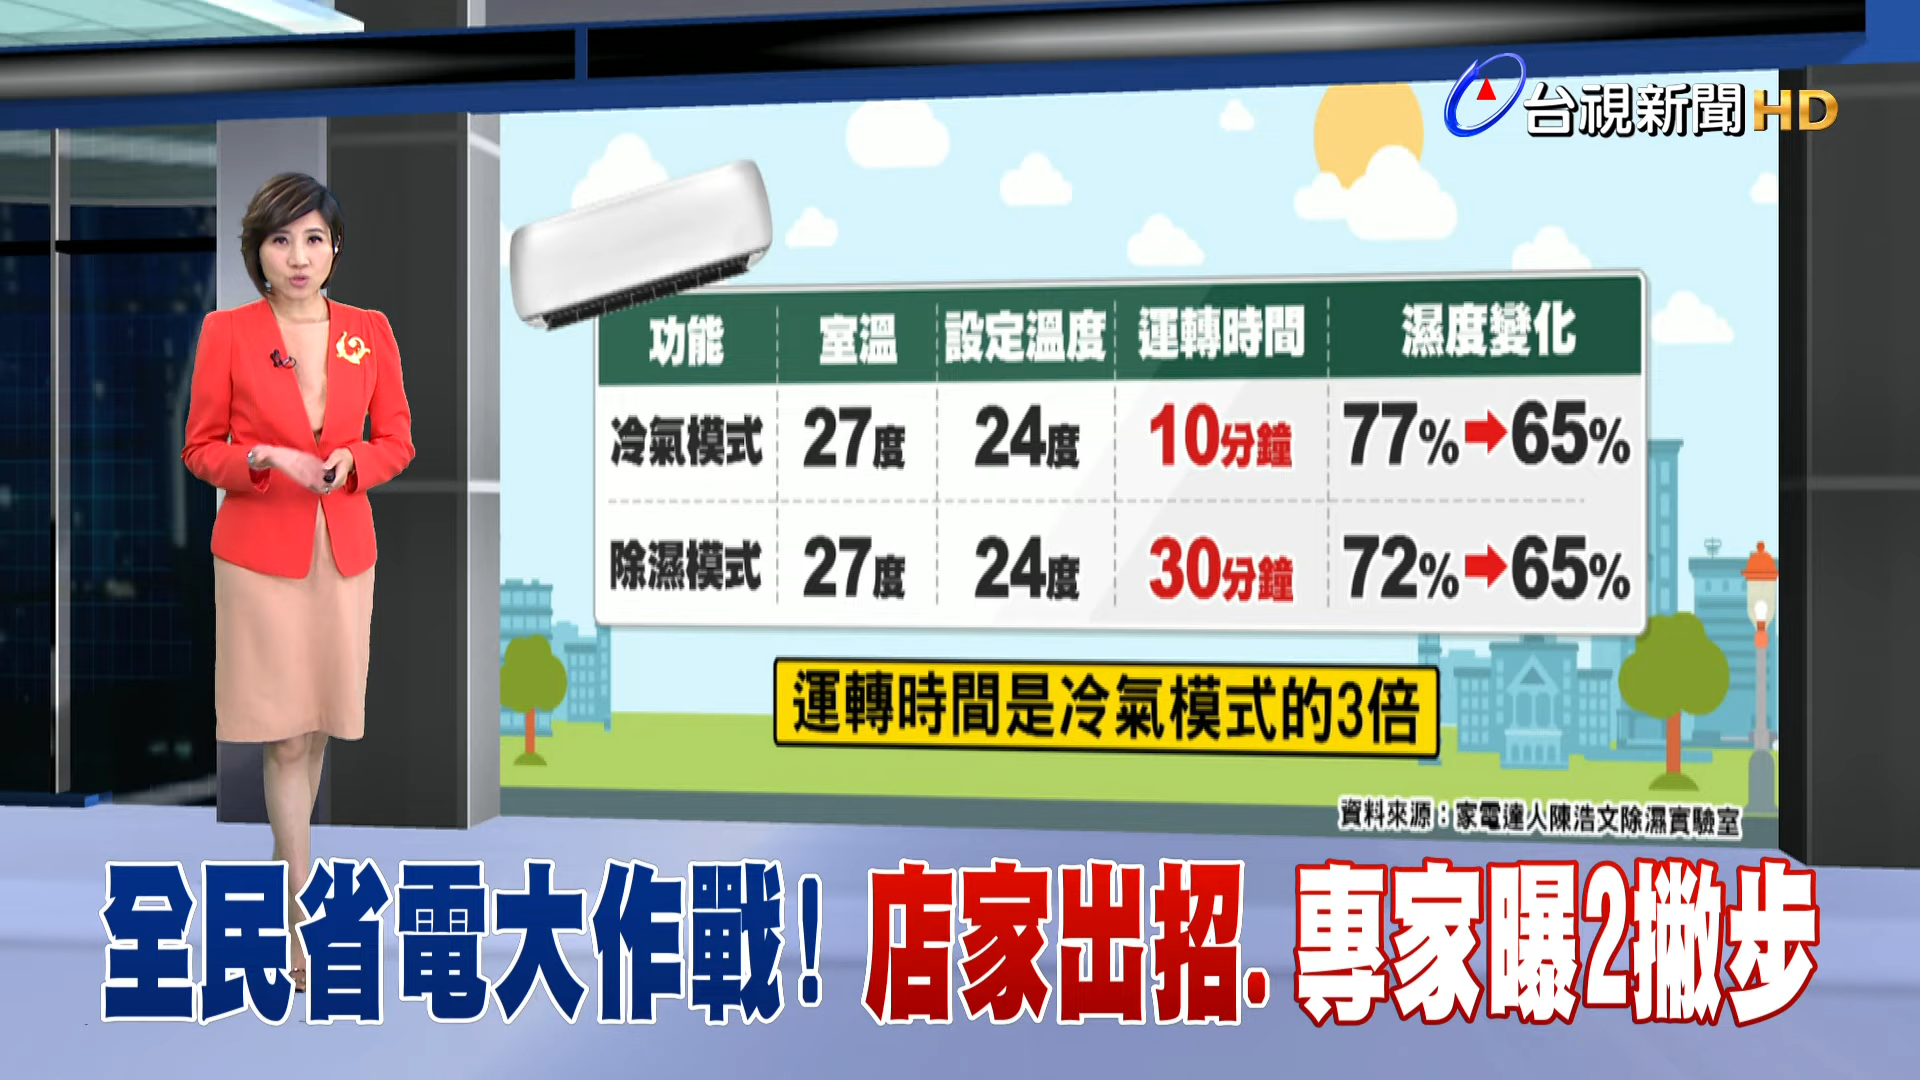 台視新聞HD
功能 室溫 設定溫度 運轉時間 濕度變化
冷氣模式 27度 24度 10分鐘 77%➡65%
除濕模式 27度 24度 30分鐘 72%➡65%
運轉時間是冷氣模式的3倍
資料來源：家電達人陳浩文除濕實驗室
全民省電大作戰! 店家出招.專家曝2撇步